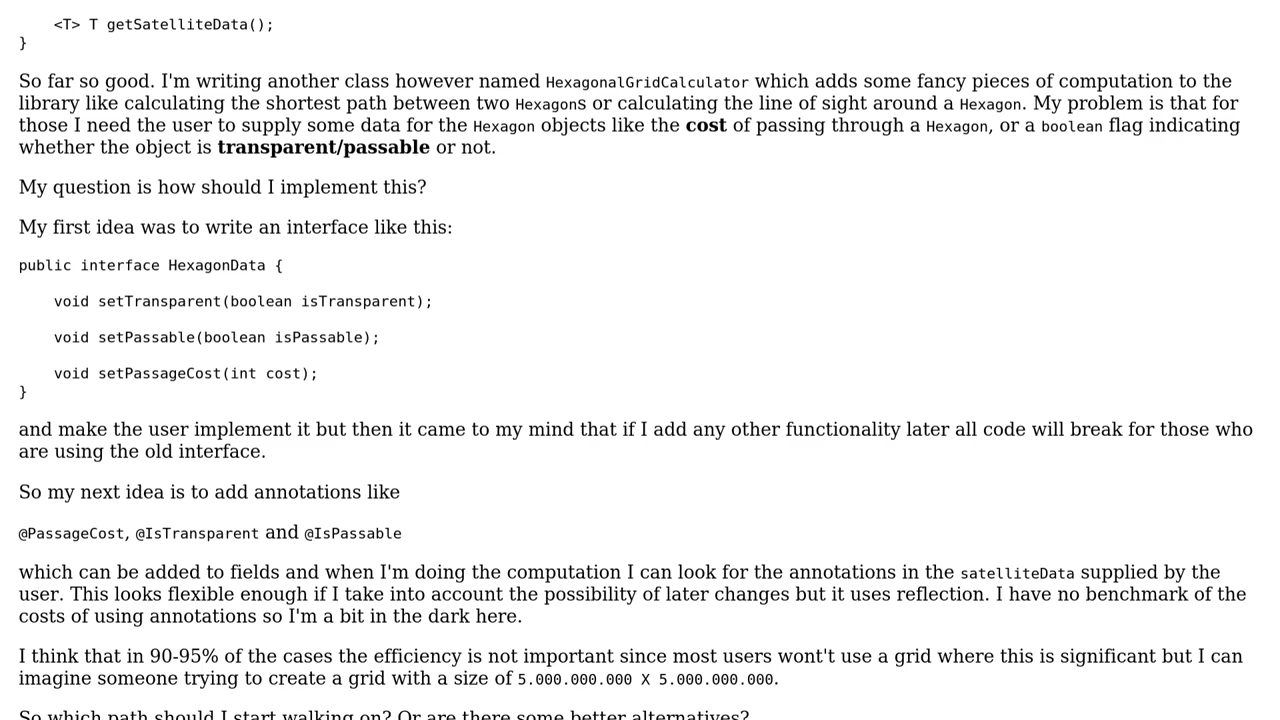 <T> T getSatelliteData();
}
So far so good. I'm writing another class however named HexagonalGridCalculator which adds some fancy pieces of computation to the
library like calculating the shortest path between two Hexagons or calculating the line of sight around a Hexagon. My problem is that for
those I need the user to supply some data for the Hexagon objects like the cost of passing through a Hexagon, or a boolean flag indicating
whether the object is transparent/passable or not.
My question is how should I implement this?
My first idea was to write an interface like this:
public interface HexagonData {
void setTransparent(boolean isTransparent);
void setPassable(boolean isPassable);
void setPassageCost(int cost);
}
and make the user implement it but then it came to my mind that if I add any other functionality later all code will break for those who
are using the old interface.
So my next idea is to add annotations like
@PassageCost, @IsTransparent and @IsPassable
which can be added to fields and when I'm doing the computation I can look for the annotations in the satelliteData supplied by the
user. This looks flexible enough if I take into account the possibility of later changes but it uses reflection. I have no benchmark of the
costs of using annotations so I'm a bit in the dark here.
I think that in 90-95% of the cases the efficiency is not important since most users wont't use a grid where this is significant but I can
imagine someone trying to create a grid with a size of 5.000.000.000 X 5.000.000.000.
So which path should I start walking on? Or are there some better alternatives?